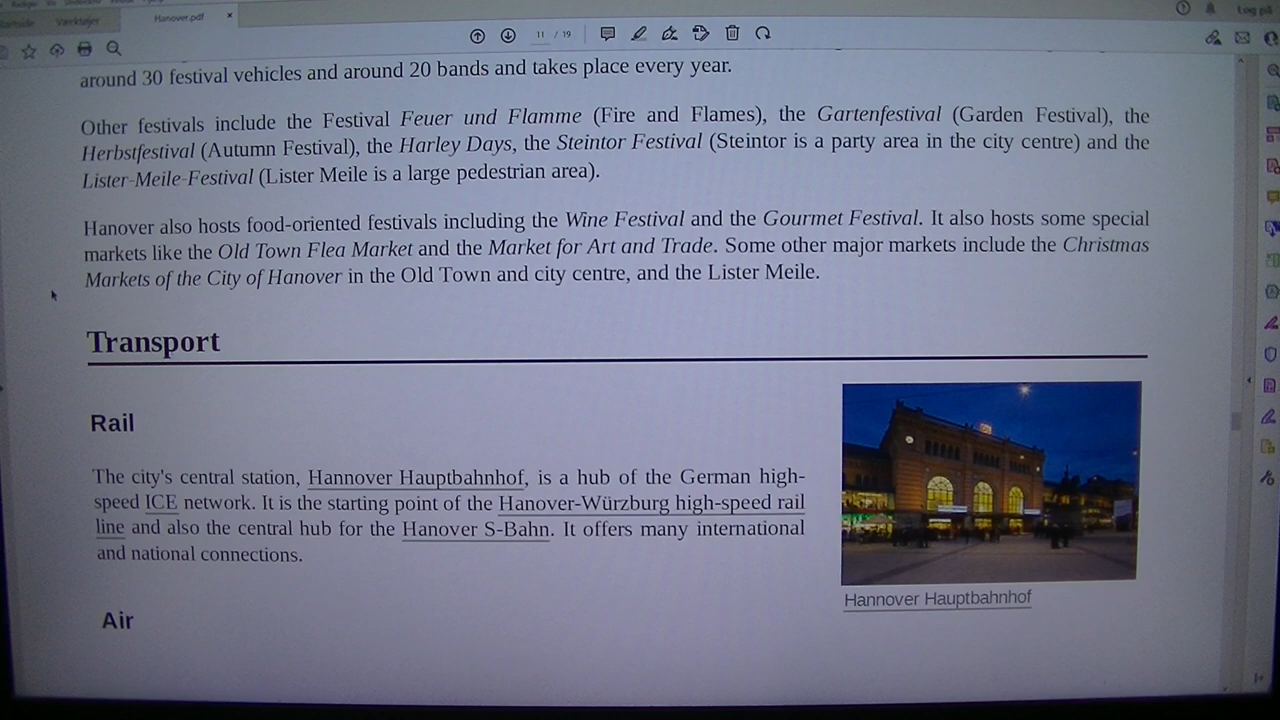 Værktøjer
Hanover.pdf
×
Log på
11 / 19
around 30 festival vehicles and around 20 bands and takes place every year.
Other festivals include the Festival Feuer und Flamme (Fire and Flames), the Gartenfestival (Garden Festival), the
Herbstfestival (Autumn Festival), the Harley Days, the Steintor Festival (Steintor is a party area in the city centre) and the
Lister-Meile-Festival (Lister Meile is a large pedestrian area).
Hanover also hosts food-oriented festivals including the Wine Festival and the Gourmet Festival. It also hosts some special
markets like the Old Town Flea Market and the Market for Art and Trade. Some other major markets include the Christmas
Markets of the City of Hanover in the Old Town and city centre, and the Lister Meile.
Transport
Rail
The city's central station, Hannover Hauptbahnhof, is a hub of the German high-
speed ICE network. It is the starting point of the Hanover-Würzburg high-speed rail
line and also the central hub for the Hanover S-Bahn. It offers many international
and national connections.
Hannover Hauptbahnhof
Air